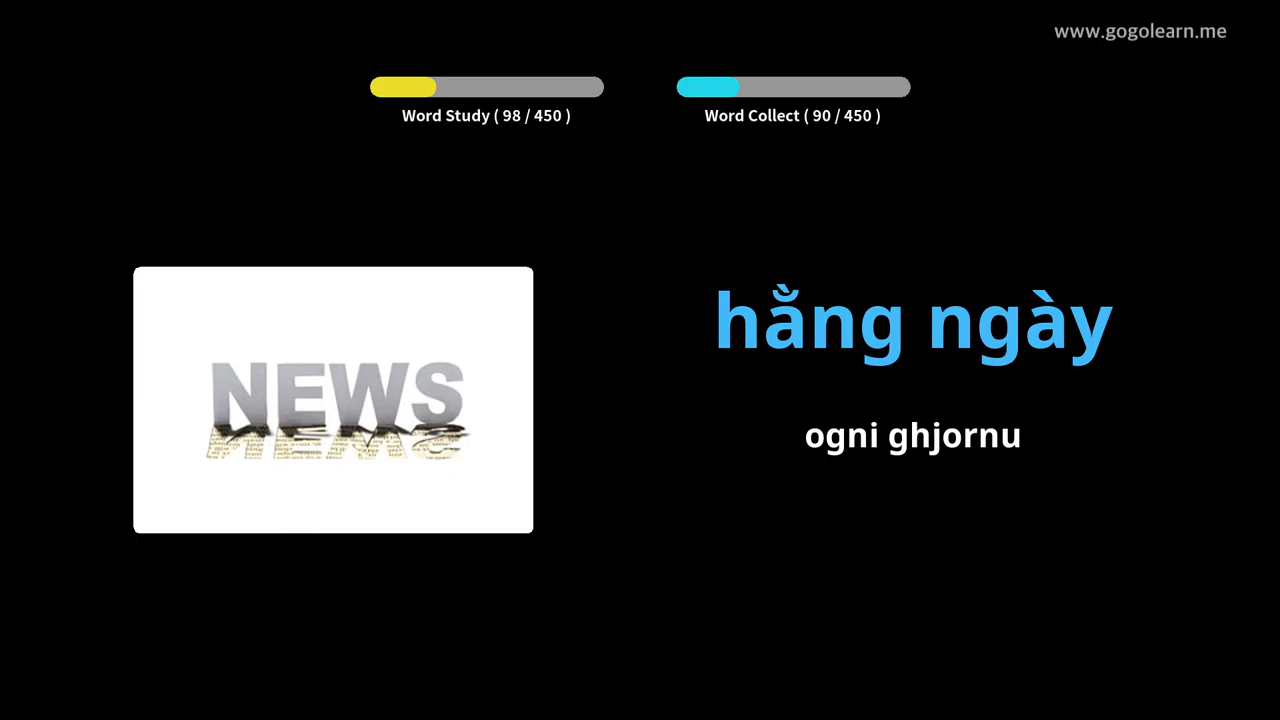 www.gogolearn.me
Word Study ( 98 / 450 )
Word Collect ( 90 / 450 )
NEWS
hằng ngày
ogni ghjornu